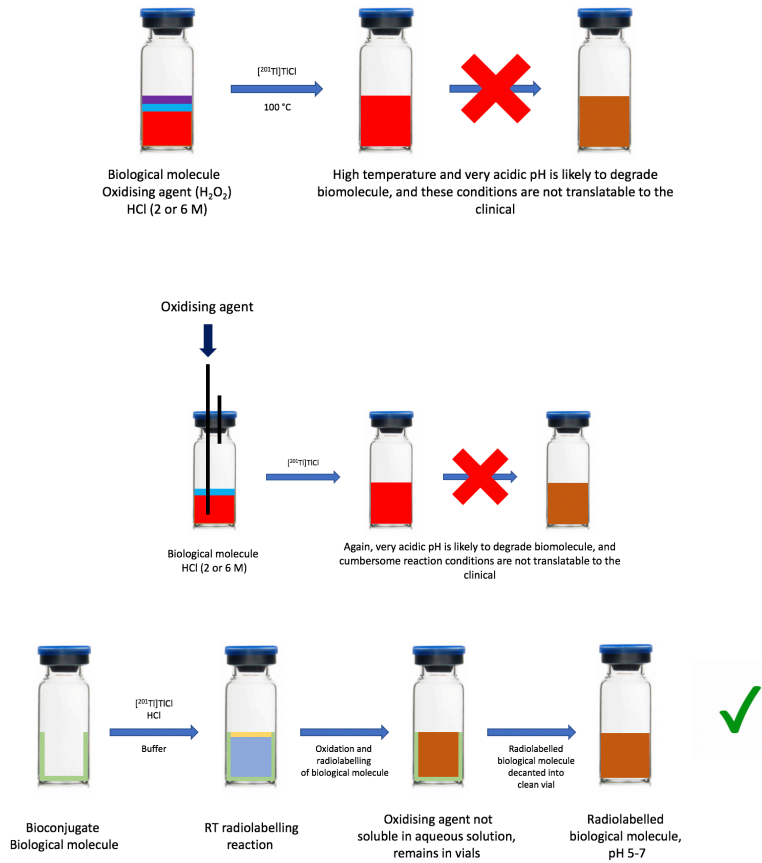 [²⁰¹Tl]TlCl
100 °C
Biological molecule
Oxidising agent (H₂O₂)
HCl (2 or 6 M)
High temperature and very acidic pH is likely to degrade
biomolecule, and these conditions are not translatable to the
clinical
Oxidising agent
[²⁰¹Tl]TlCl
Biological molecule
HCl (2 or 6 M)
Again, very acidic pH is likely to degrade biomolecule, and
cumbersome reaction conditions are not translatable to the
clinical
[²⁰¹Tl]TlCl
HCl
Buffer
Oxidation and
radiolabelling
of biological molecule
Radiolabelled
biological molecule
decanted into
clean vial
Bioconjugate
Biological molecule
RT radiolabelling
reaction
Oxidising agent not
soluble in aqueous solution,
remains in vials
Radiolabelled
biological molecule,
pH 5-7